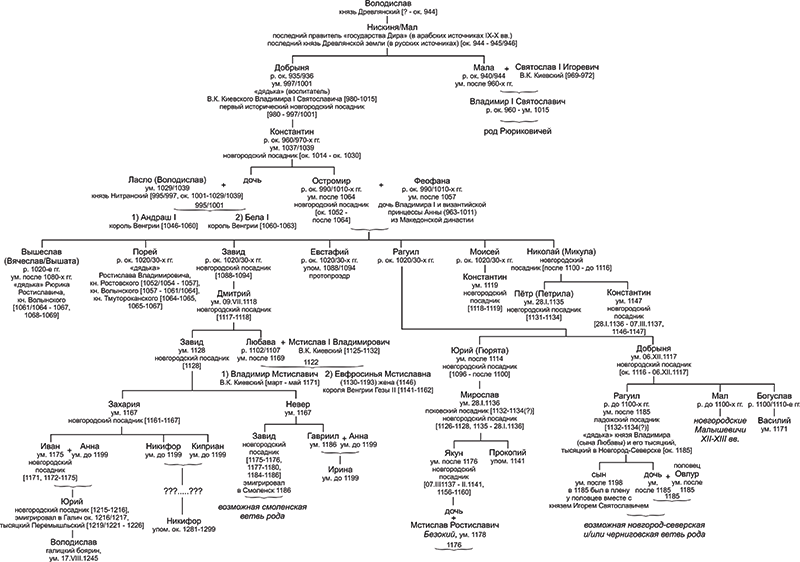 Володислав
князь Древлянский [? - ок. 944)
Нискиня/Мал
последний правитель «государства Дира» (в арабских источниках IX-X вв.)
последний князь Древлянской земли (в русских источниках) [ок. 944 - 945/946]
Добрыня
р. ок. 935/936
ум. 997/1001
«дядька» (воспитатель)
В.К. Киевского Владимира I Святославича [980-1015]
первый исторический новгородский посадник
[980 - 997/1001]
Мала
р. ок. 940/944
ум. после 960-х гг.
+
Святослав I Игоревич
В.К. Киевский [969-972]
Владимир I Святославич
р. ок. 960 - ум. 1015
род Рюриковичей
Константин
р. ок. 960/970-х гг.
ум. 1037/1039
новгородский посадник [ок. 1014 - ок. 1030]
Ласло (Володислав)
ум. 1029/1039
князь Нитранский
[995/997, ок. 1001-1029/1039]
+
дочь
995/1001
1) Андраш I
король Венгрии [1046-1060]
2) Бела I
король Венгрии [1060-1063]
Остромир
р. ок. 990/1010-х гг.
ум. после 1064
новгородский посадник
[ок. 1052 -
после 1064]
+
Феофана
р. ок. 990/1010-х гг.
ум. после 1057
дочь Владимира I и византийской
принцессы Анны (963-1011)
из Македонской династии
Вышеслав
(Вячеслав/Вышата)
р. 1020-е гг.
ум. после 1080-х гг.
«дядька» Рюрика
Ростиславича,
кн. Волынского
[1061/1064 - 1067,
1068-1069)
Порей
р. ок. 1020/30-х гг.
«дядька»
Ростислава Владимировича,
кн. Ростовского [1052/1054 - 1057],
кн. Волынского [1057 - 1061/1064],
кн. Тмутороканского [1064-1065,
1065-1067]
Завид
р. ок. 1020/30-х гг.
новгородский посадник
[1088-1094]
Евстафий
р. ок. 1020/30-х гг.
упом. 1088/1094
протопроэдр
Рагуил
р. ок. 1020/30-х гг.
Моисей
р. ок. 1020/30-х гг.
Николай (Микула)
новгородский
посадник [после 1100 - до 1116]
Дмитрий
ум. 09.VII.1118
новгородский посадник
[1117-1118]
Константин
ум. 1119
новгородский
посадник
[1118-1119]
Пётр (Петрила)
ум. 28.I.1135
новгородский
посадник
[1131-1134]
Константин
ум. 1147
новгородский
посадник
[28.I.1136 - 07.III.1137,
1146-1147]
Завид
ум. 1128
новгородский посадник
[1128]
Любава
р. 1102/1107
ум. после 1169
+
Мстислав I Владимирович
В.К. Киевский [1125-1132]
1122
1) Владимир Мстиславич
В.К. Киевский [март - май 1171]
2) Евфросинья Мстиславна
(1130-1193) жена (1146)
короля Венгрии Гезы II [1141-1162]
Юрий (Гюрята)
ум. после 1114
новгородский посадник
[1096 - после 1100]
Добрыня
ум. 06.XII.1117
новгородский посадник
[ок. 1116 - 06.XII.1117]
Захария
ум. 1167
новгородский посадник [1161-1167]
Невер
ум. 1167
Мирослав
ум. 28.I.1136
псковский посадник [1132-1134(?)]
новгородский посадник
[1126-1128, 1135 - 28.I.1136]
Рагуил
р. до 1100-х гг.
ум. после 1185
ладожский посадник
[1132-1134(?)]
«дядька» князя Владимира
(сына Любавы) и его тысяцкий,
тысяцкий в Новгород-Северске
[ок. 1185]
Мал
р. до 1100-х гг.
новгородские
Малышевичи
XII-XIII вв.
Богуслав
р. 1100/1110-е гг.
Василий
ум. 1171
Иван
ум. 1175
новгородский
посадник
[1171, 1172-1175]
+
Анна
ум. до 1199
Никифор
ум. до 1199
Киприан
ум. до 1199
Завид
новгородский
посадник
[1175-1176,
1177-1180,
1184-1186]
эмигрировал
в Смоленск 1186
Гавриил
ум. 1186
+
Анна
ум. до 1199
Ирина
ум. до 1199
возможная смоленская
ветвь рода
Якун
ум. после 1176
новгородский
посадник
[07.III.1137 - II.1141,
1156-1160]
Прокопий
упом. 1141
сын
ум. после 1198
в 1185 был в плену
у половцев вместе с
князем Игорем Святославичем
дочь
ум.
после 1185
+
половец
Овлур
ум. после
1185
1185
возможная новгород-северская
и/или черниговская ветвь рода
???.....???
Никифор
упом. ок. 1281-1299
Юрий
новгородский посадник [1215-1216],
эмигрировал в Галич ок. 1216/1217,
тысяцкий Перемышльский [1219/1221 - 1226]
Володислав
галицкий боярин,
ум. 17.VIII.1245
дочь
+
Мстислав Ростиславич
Безокий, ум. 1178
1176